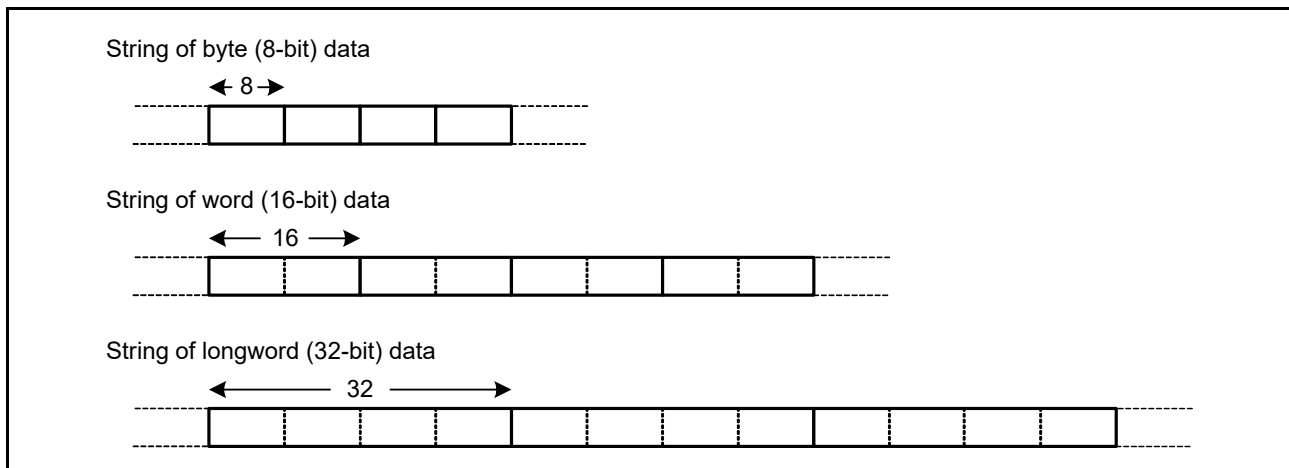 String of byte (8-bit) data
8
String of word (16-bit) data
16
String of longword (32-bit) data
32